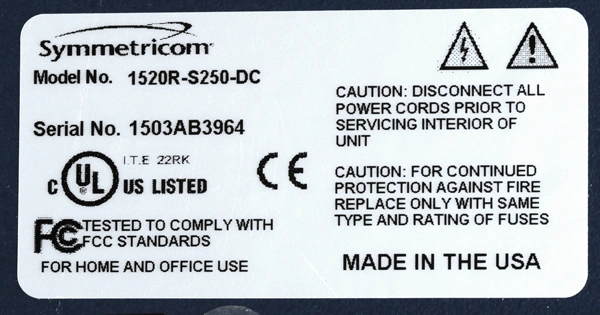 Symmetricom
Model No. 1520R-S250-DC
Serial No. 1503AB3964
I.T.E 22RK
C UL US LISTED
CE
FC TESTED TO COMPLY WITH
FCC STANDARDS
FOR HOME AND OFFICE USE
CAUTION: DISCONNECT ALL
POWER CORDS PRIOR TO
SERVICING INTERIOR OF
UNIT
CAUTION: FOR CONTINUED
PROTECTION AGAINST FIRE
REPLACE ONLY WITH SAME
TYPE AND RATING OF FUSES
MADE IN THE USA